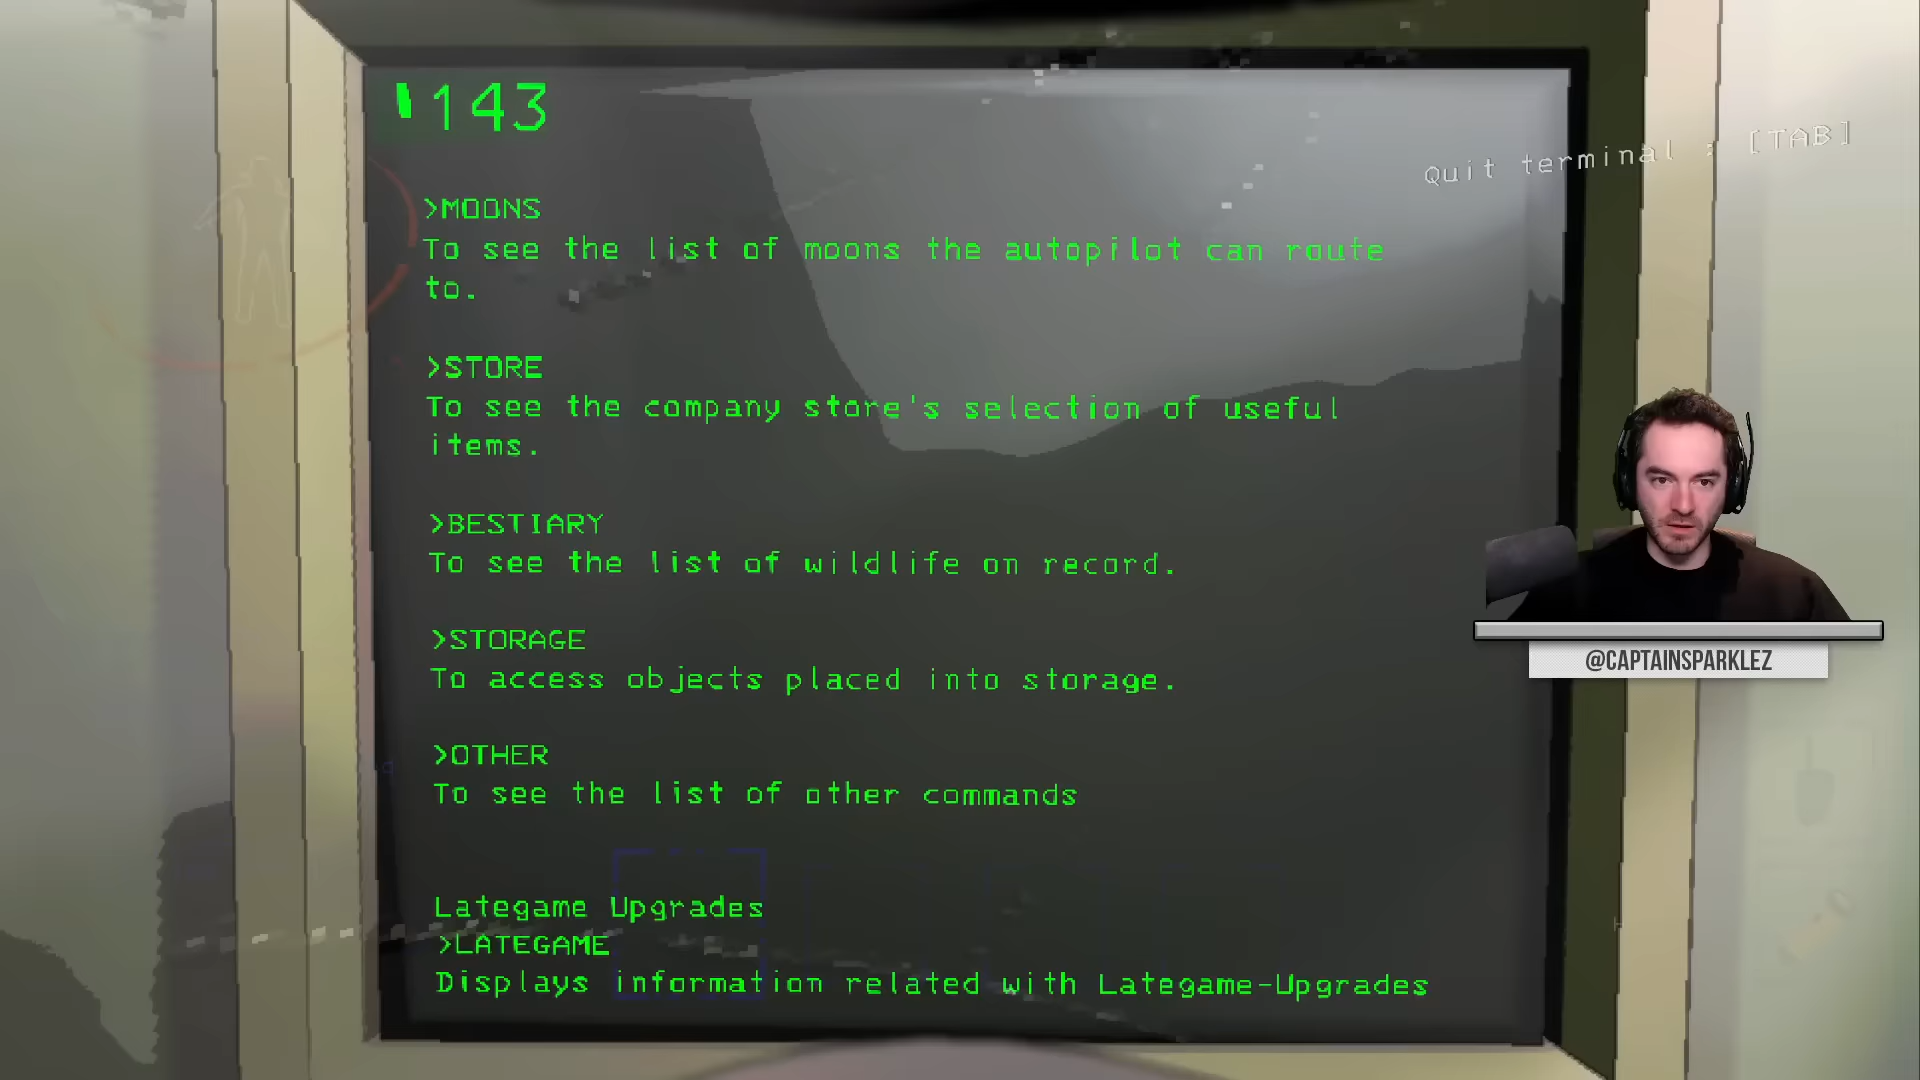 143
Quit terminal : [TAB]
>MOONS
To see the list of moons the autopilot can route
to.
>STORE
To see the company store's selection of useful
items.
>BESTIARY
To see the list of wildlife on record.
>STORAGE
To access objects placed into storage.
>OTHER
To see the list of other commands
Lategame Upgrades
>LATEGAME
Displays information related with Lategame-Upgrades
@CAPTAINSPARKLEZ